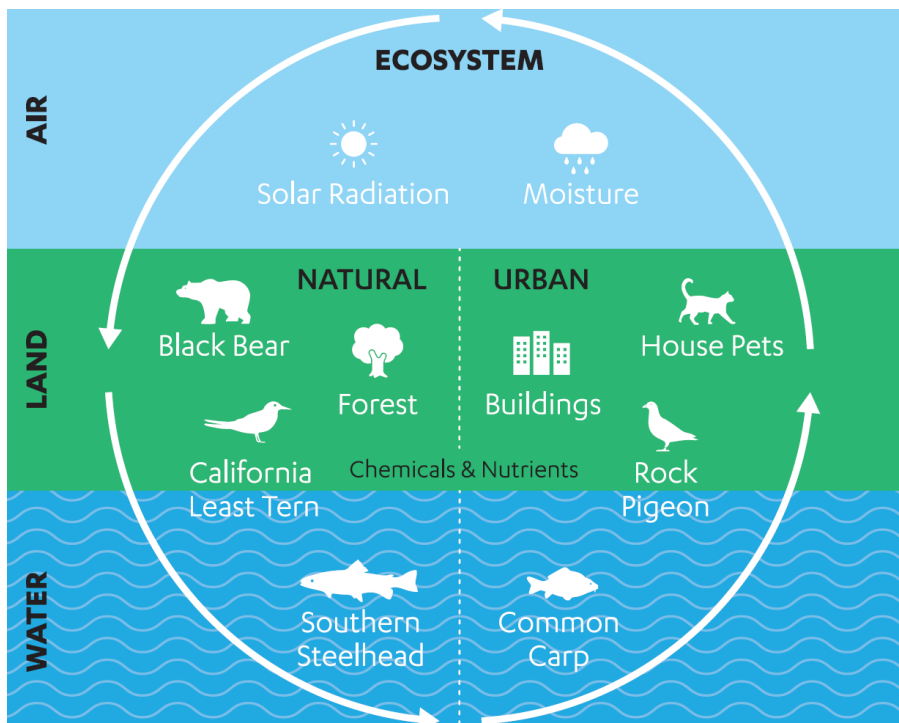 ECOSYSTEM
AIR
Solar Radiation
Moisture
NATURAL
URBAN
LAND
Black Bear
House Pets
Forest
Buildings
California
Least Tern
Chemicals & Nutrients
Rock
Pigeon
WATER
Southern
Steelhead
Common
Carp